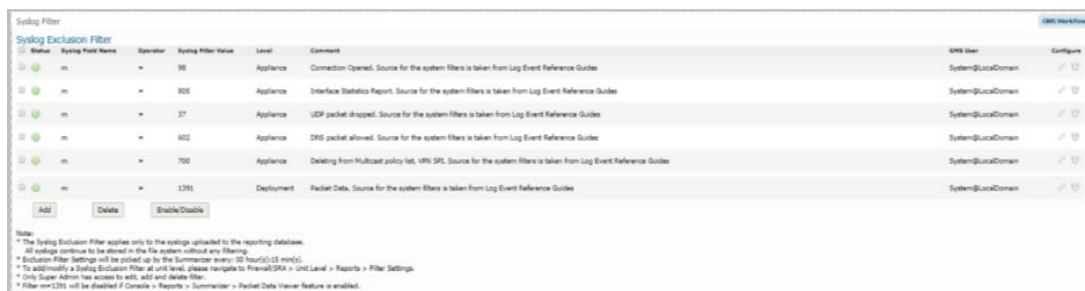 Syslog Filter
GMS Workflow
Syslog Exclusion Filter
Status Syslog Field Name Operator Syslog Filter Value Level Comment GMS User Configure
m = 98 Appliance Connection Opened. Source for the system filters is taken from Log Event Reference Guides System@LocalDomain
m = 805 Appliance Interface Statistics Report. Source for the system filters is taken from Log Event Reference Guides System@LocalDomain
m = 37 Appliance UDP packet dropped. Source for the system filters is taken from Log Event Reference Guides System@LocalDomain
m = 602 Appliance DNS packet allowed. Source for the system filters is taken from Log Event Reference Guides System@LocalDomain
m = 700 Appliance Deleting from Multicast policy list, VPN SPI. Source for the system filters is taken from Log Event Reference Guides System@LocalDomain
m = 1391 Deployment Packet Data. Source for the system filters is taken from Log Event Reference Guides System@LocalDomain
Add Delete Enable/Disable
Note:
* The Syslog Exclusion Filter applies only to the syslogs uploaded to the reporting database.
All syslogs continue to be stored in the file system without any filtering.
* Exclusion Filter Settings will be picked up by the Summarizer every: 00 hour(s):15 min(s).
* To add/modify a Syslog Exclusion Filter at unit level, please navigate to Firewall/SRA > Unit Level > Reports > Filter Settings.
* Only Super Admin has access to edit, add and delete filter.
* Filter m=1391 will be disabled if Console > Reports > Summarizer > Packet Data Viewer feature is enabled.